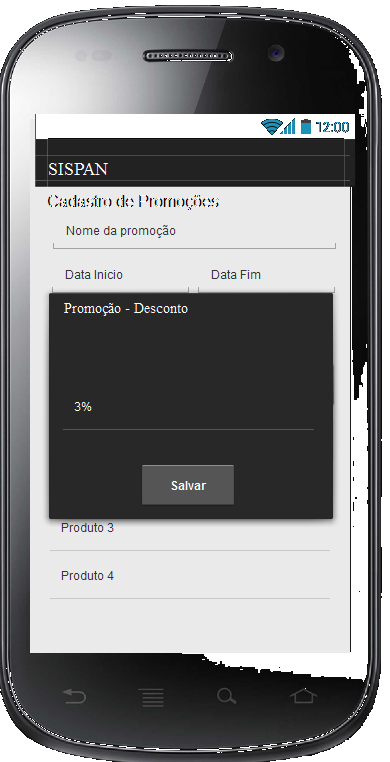 12:00
SISPAN
Cadastro de Promoções
Nome da promoção
Data Inicio Data Fim
Promoção - Desconto
3%
Salvar
Produto 3
Produto 4